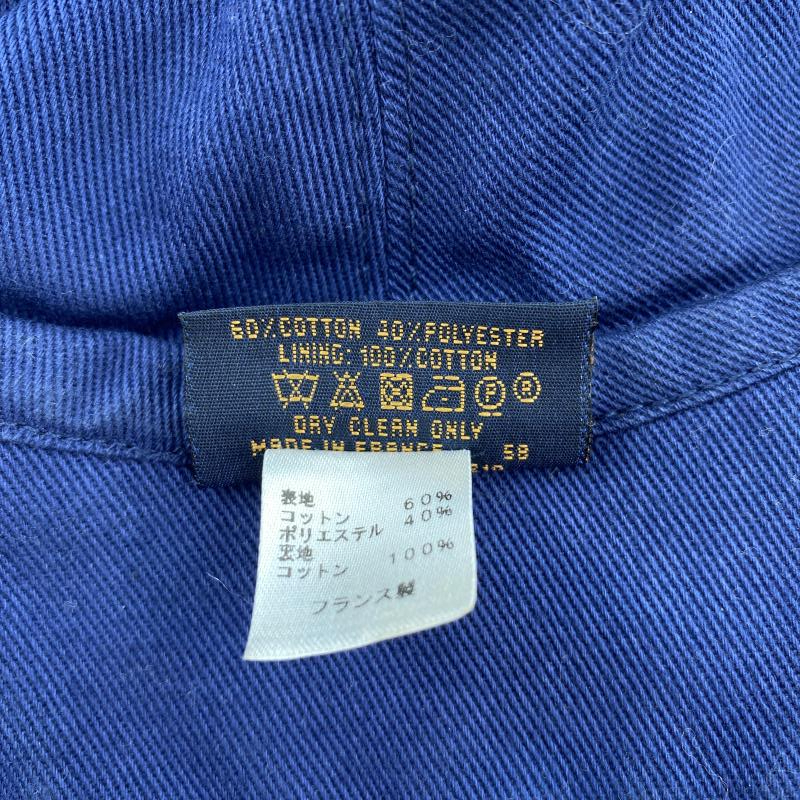 60% COTTON 40% POLYESTER
LINING: 100% COTTON
P R
DRY CLEAN ONLY
MADE IN FRANCE 58
表地
コットン 60%
ポリエステル 40%
裏地
コットン 100%
フランス製